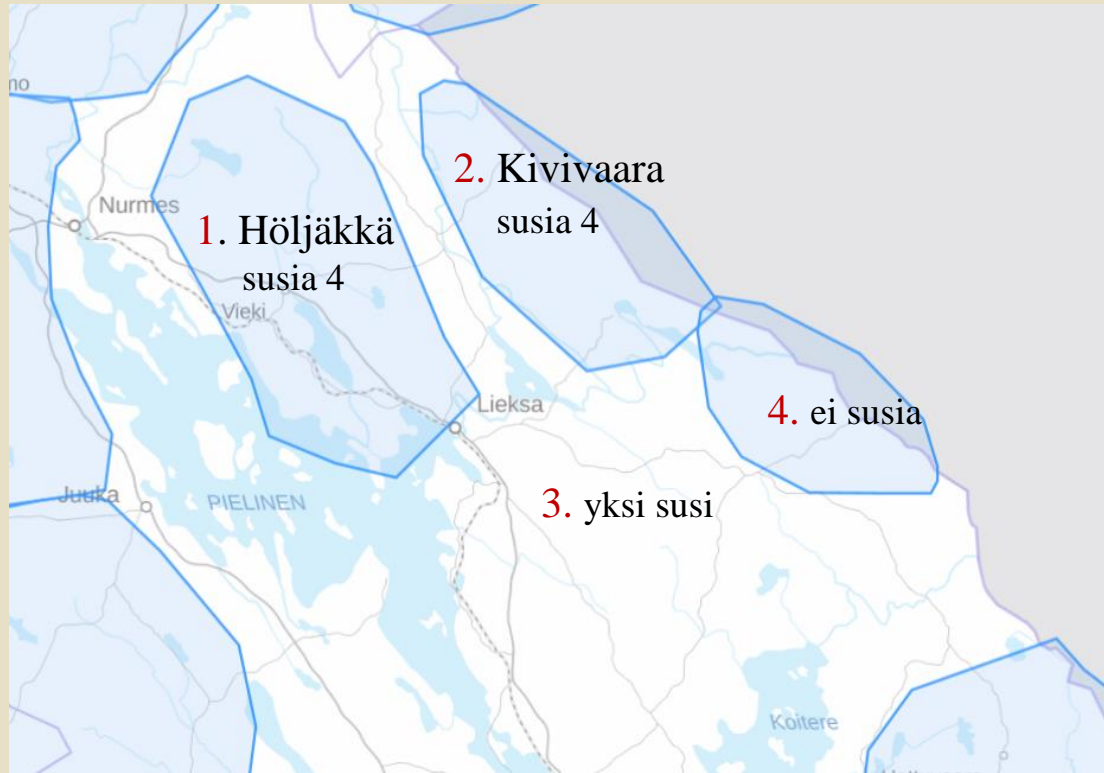 mo
2. Kivivaara
susia 4
Nurmes
1. Höljäkkä
susia 4
Vieki
Lieksa
4. ei susia
Juuka
PIELINEN
3. yksi susi
Koitere